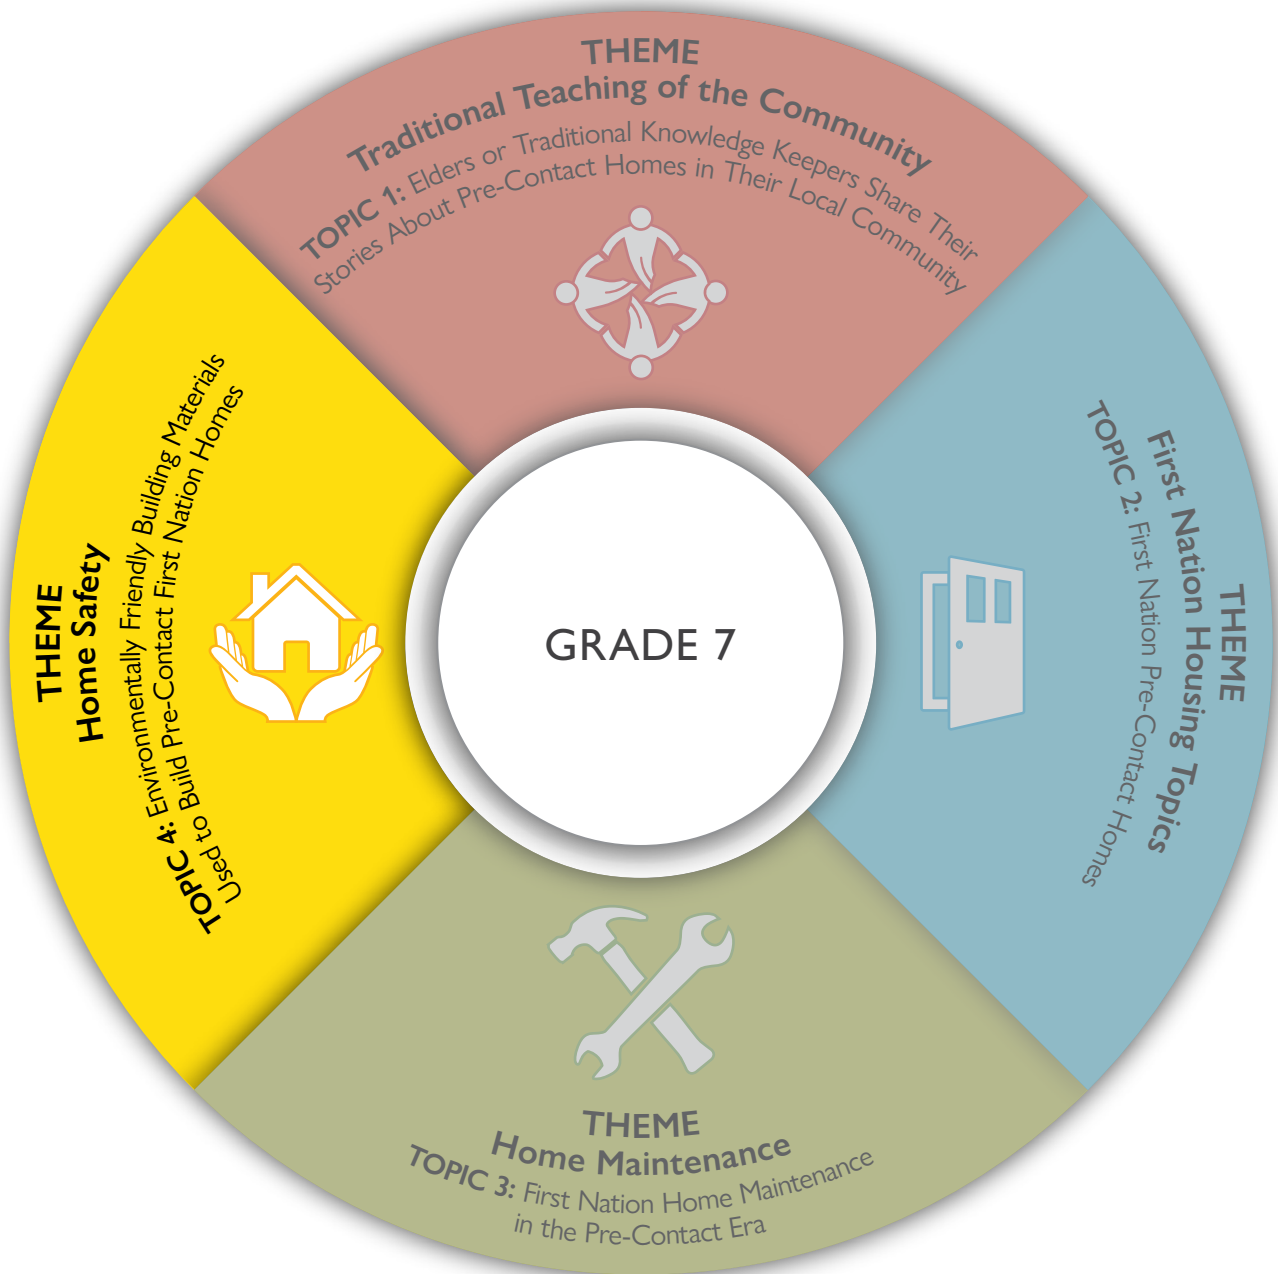 THEME
Traditional Teaching of the Community
TOPIC 1: Elders or Traditional Knowledge Keepers Share Their
Stories About Pre-Contact Homes in Their Local Community
THEME
First Nation Housing Topics
TOPIC 2: First Nation Pre-Contact Homes
THEME
Home Maintenance
TOPIC 3: First Nation Home Maintenance
in the Pre-Contact Era
THEME
Home Safety
TOPIC 4: Environmentally Friendly Building Materials
Used to Build Pre-Contact First Nation Homes
GRADE 7